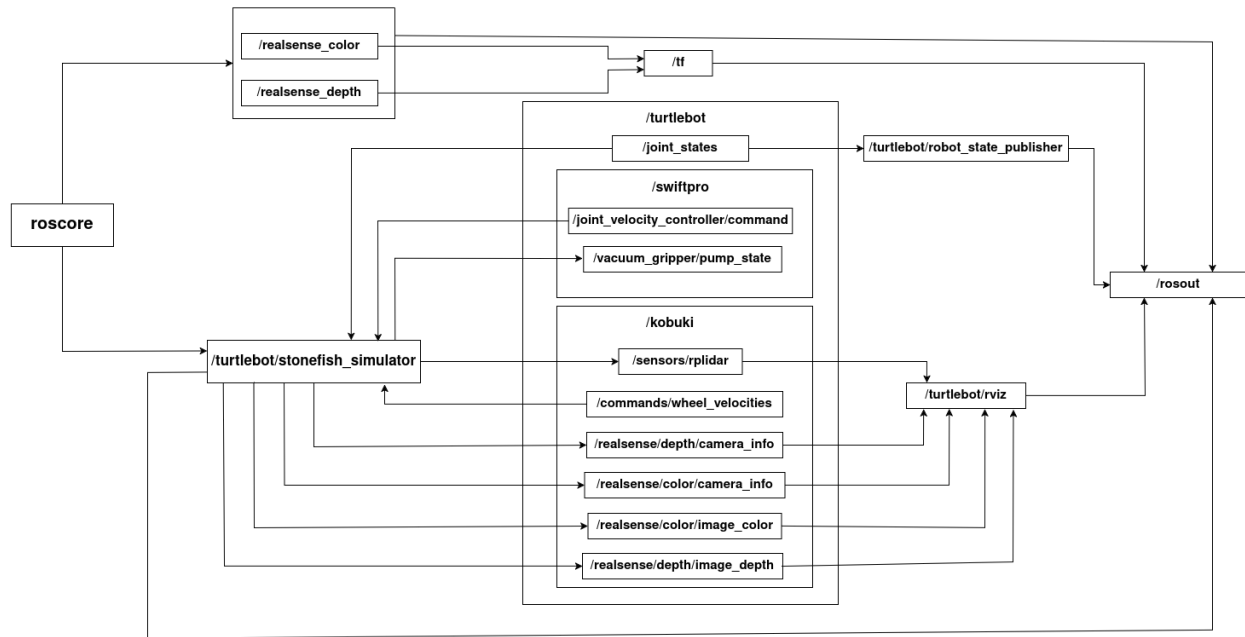 /realsense_color
/tf
/realsense_depth
/turtlebot
/joint_states
/turtlebot/robot_state_publisher
/swiftpro
roscore
/joint_velocity_controller/command
/vacuum_gripper/pump_state
/rosout
/kobuki
/turtlebot/stonefish_simulator
/sensors/rplidar
/turtlebot/rviz
/commands/wheel_velocities
/realsense/depth/camera_info
/realsense/color/camera_info
/realsense/color/image_color
/realsense/depth/image_depth